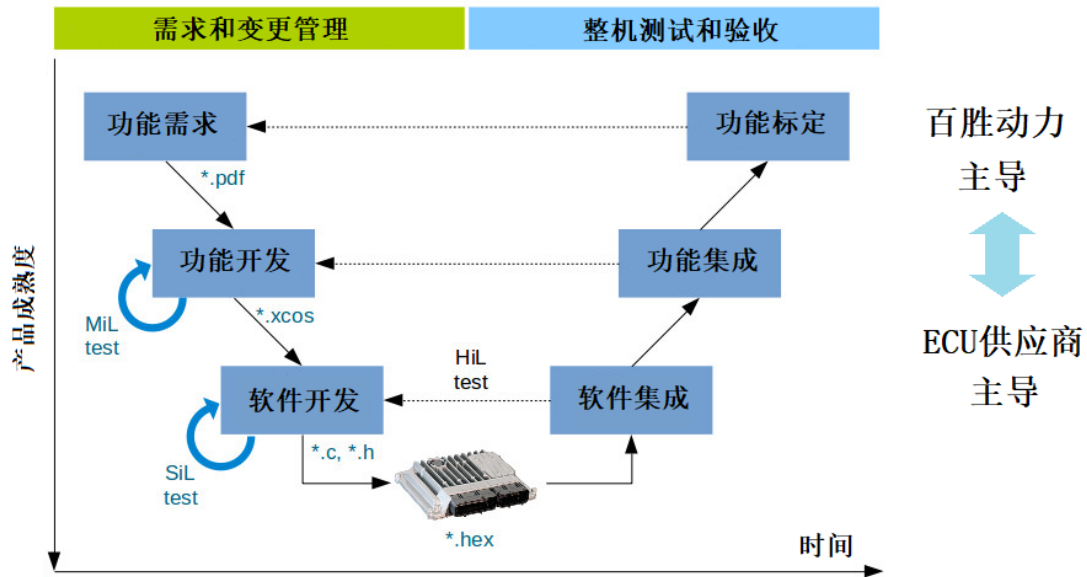 需求和变更管理
整机测试和验收
功能需求
功能标定
*.pdf
百胜动力
主导
功能开发
功能集成
MiL
test
*.xcos
产品成熟度
HiL
test
ECU供应商
主导
软件开发
软件集成
SiL
test
*.c, *.h
*.hex
时间